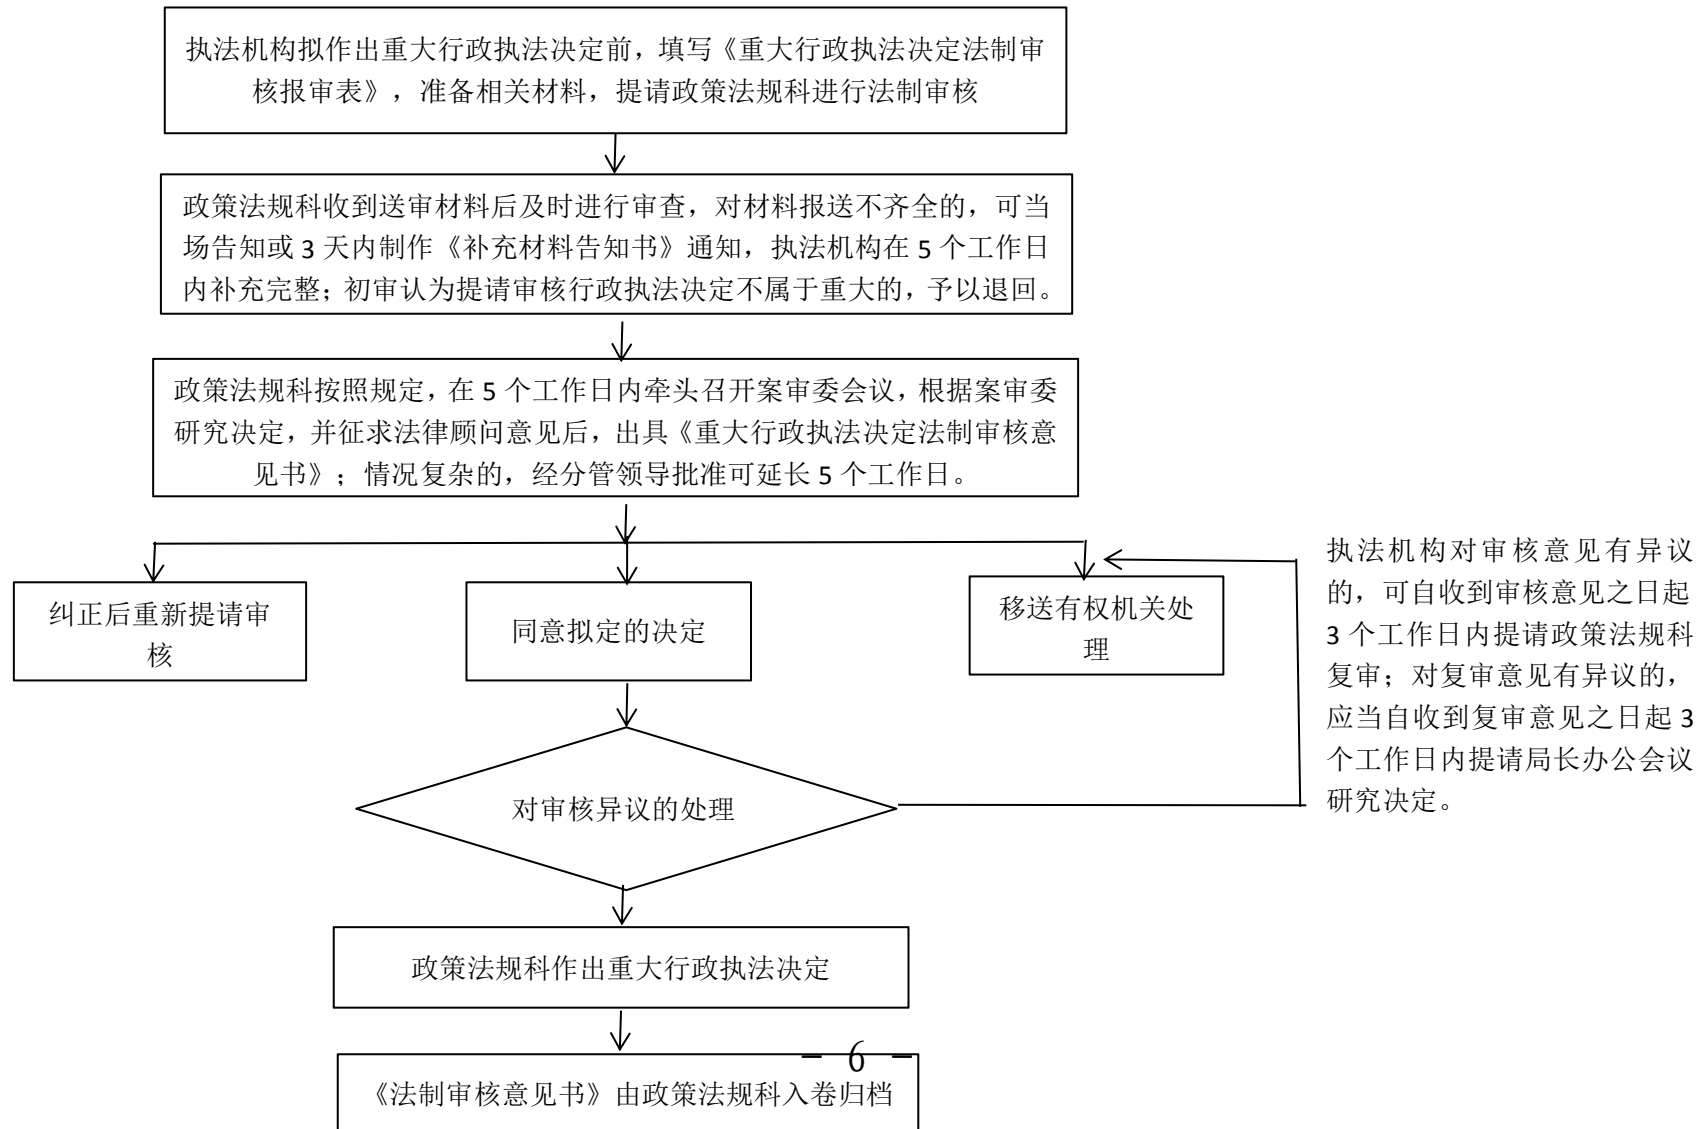 执法机构拟作出重大行政执法决定前，填写《重大行政执法决定法制审
核报审表》，准备相关材料，提请政策法规科进行法制审核
政策法规科收到送审材料后及时进行审查，对材料报送不齐全的，可当
场告知或 3 天内制作《补充材料告知书》通知，执法机构在 5 个工作日
内补充完整；初审认为提请审核行政执法决定不属于重大的，予以退回。
政策法规科按照规定，在 5 个工作日内牵头召开案审委会议，根据案审委
研究决定，并征求法律顾问意见后，出具《重大行政执法决定法制审核意
见书》；情况复杂的，经分管领导批准可延长 5 个工作日。
纠正后重新提请审
核
同意拟定的决定
移送有权机关处
理
执法机构对审核意见有异议
的，可自收到审核意见之日起
3 个工作日内提请政策法规科
复审；对复审意见有异议的，
应当自收到复审意见之日起 3
个工作日内提请局长办公会议
研究决定。
对审核异议的处理
政策法规科作出重大行政执法决定
－ 6 －
《法制审核意见书》由政策法规科入卷归档